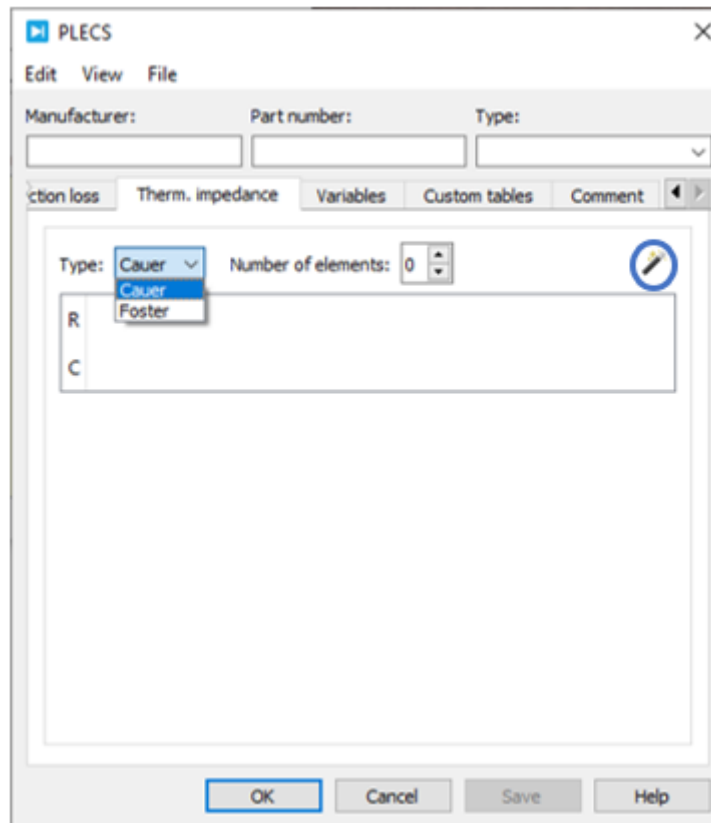 PLECS
Edit View File
Manufacturer: Part number: Type:
ction loss Therm. impedance Variables Custom tables Comment
Type: Cauer Number of elements: 0
Cauer
Foster
R
C
OK Cancel Save Help